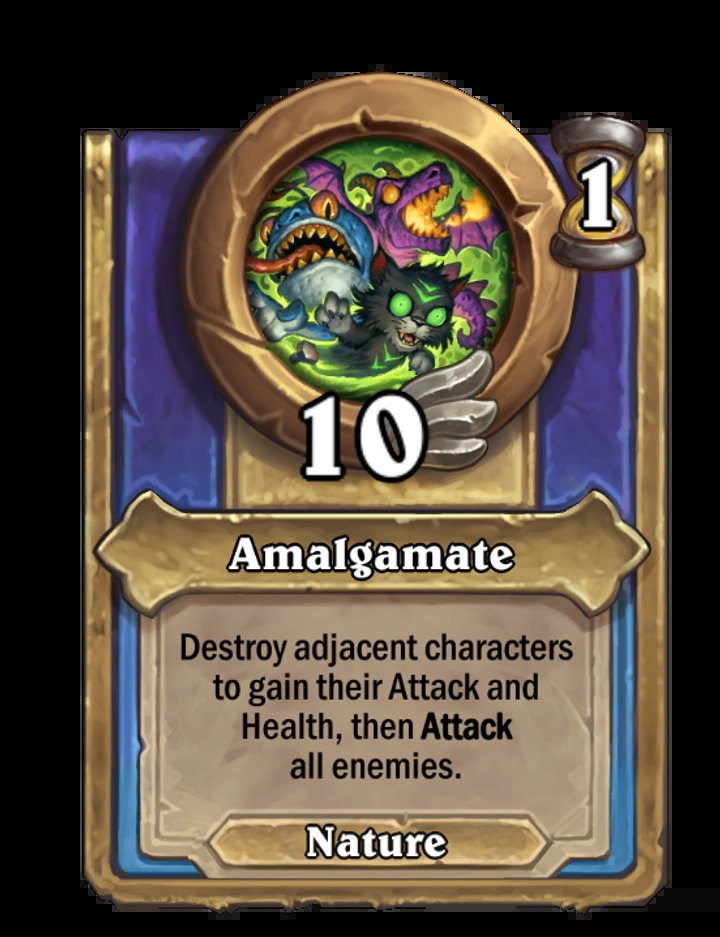 1
10
Amalgamate
Destroy adjacent characters
to gain their Attack and
Health, then Attack
all enemies.
Nature